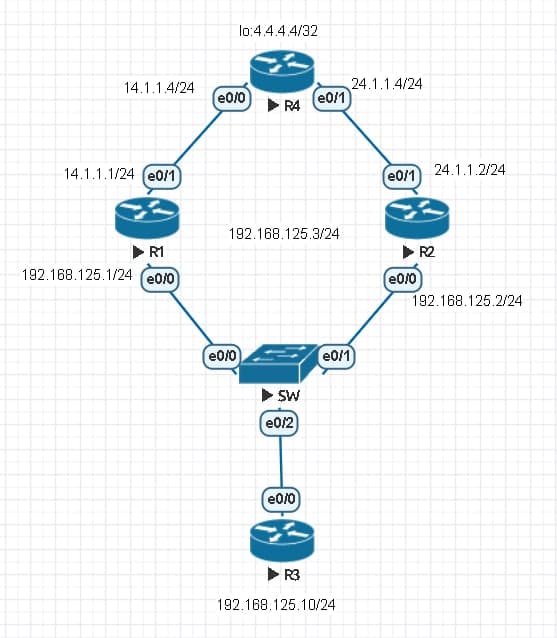 lo:4.4.4.4/32
14.1.1.4/24
24.1.1.4/24
e0/0
e0/1
R4
14.1.1.1/24
e0/1
e0/1
24.1.1.2/24
R1
192.168.125.3/24
R2
192.168.125.1/24
e0/0
e0/0
192.168.125.2/24
e0/0
e0/1
SW
e0/2
e0/0
R3
192.168.125.10/24